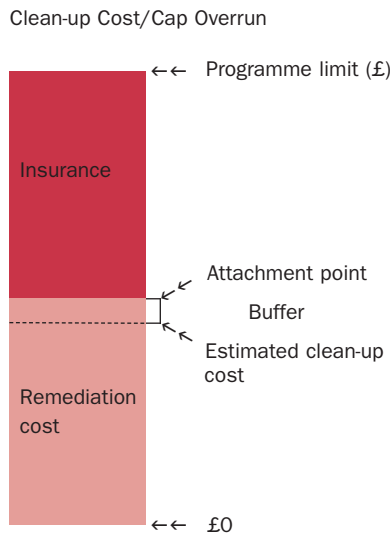 Clean-up Cost/Cap Overrun
Programme limit (£)
Insurance
Attachment point
Buffer
Estimated clean-up
cost
Remediation
cost
£0